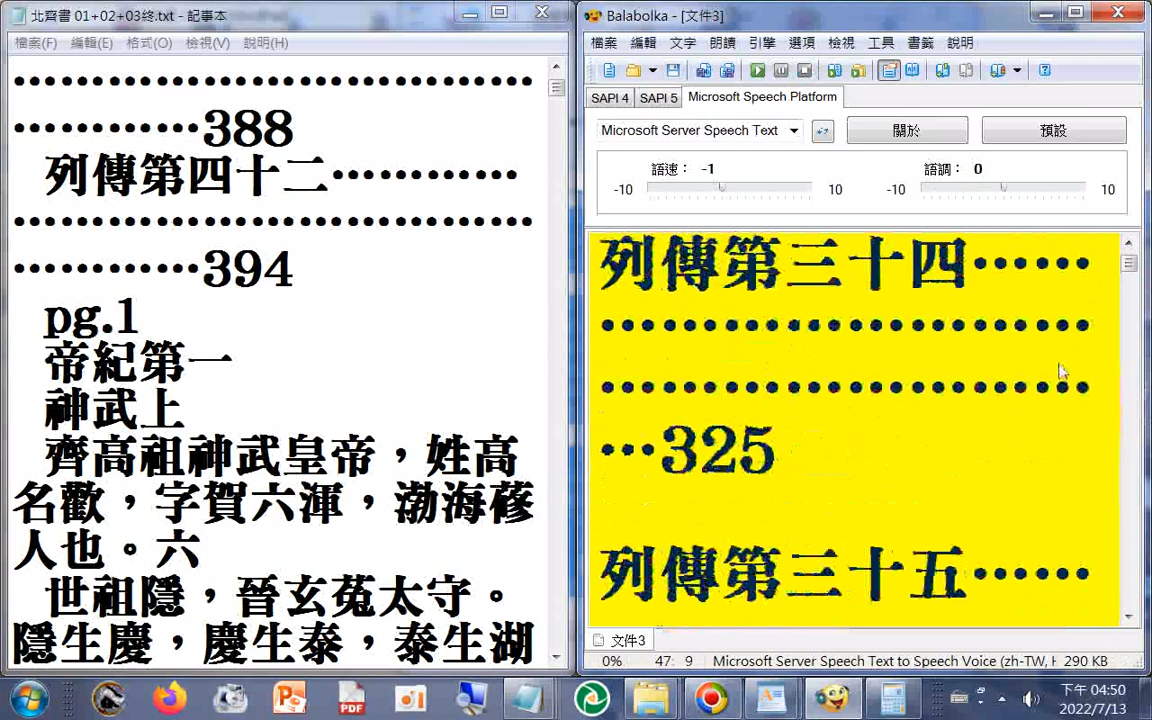 北齊書 01+02+03终.txt - 記事本
檔案(F) 編輯(E) 格式(O) 檢視(V) 說明(H)
•••••••••••••••••••••••••••••••••
••••••••••••388
列傳第四十二••••••••••••
•••••••••••••••••••••••••••••••••
••••••••••••394
pg.1
帝紀第一
神武上
齊高祖神武皇帝，姓高
名歡，字賀六渾，渤海蓨
人也。六
世祖隱，晉玄菟太守。
隱生慶，慶生泰，泰生湖
Balabolka - [文件3]
檔案 編輯 文字 朗讀 引擎 選項 檢視 工具 書籤 說明
SAPI 4 SAPI 5 Microsoft Speech Platform
Microsoft Server Speech Text 關於 預設
語速： -1 語調： 0
-10 10 -10 10
列傳第三十四••••••
••••••••••••••••••••••••
••••••••••••••••••••••••
•••325
列傳第三十五••••••
文件3
0% 47: 9 Microsoft Server Speech Text to Speech Voice (zh-TW, H 290 KB
PDF
下午 04:50
2022/7/13